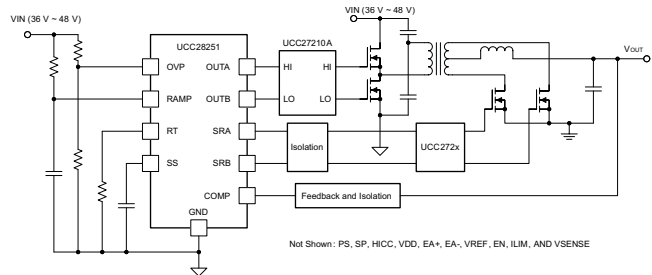 VIN (36 V ~ 48 V)
VIN (36 V ~ 48 V)
UCC28251
UCC27210A
VOUT
OVP
OUTA
HI
HI
RAMP
OUTB
LO
LO
RT
SRA
Isolation
UCC272x
SS
SRB
COMP
Feedback and Isolation
GND
Not Shown: PS, SP, HICC, VDD, EA+, EA-, VREF, EN, ILIM, AND VSENSE